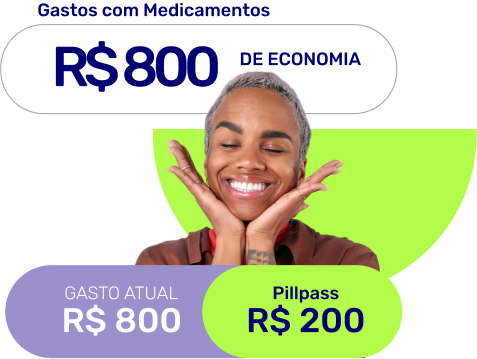 Gastos com Medicamentos
R$ 800 DE ECONOMIA
GASTO ATUAL
R$ 800
Pillpass
R$ 200